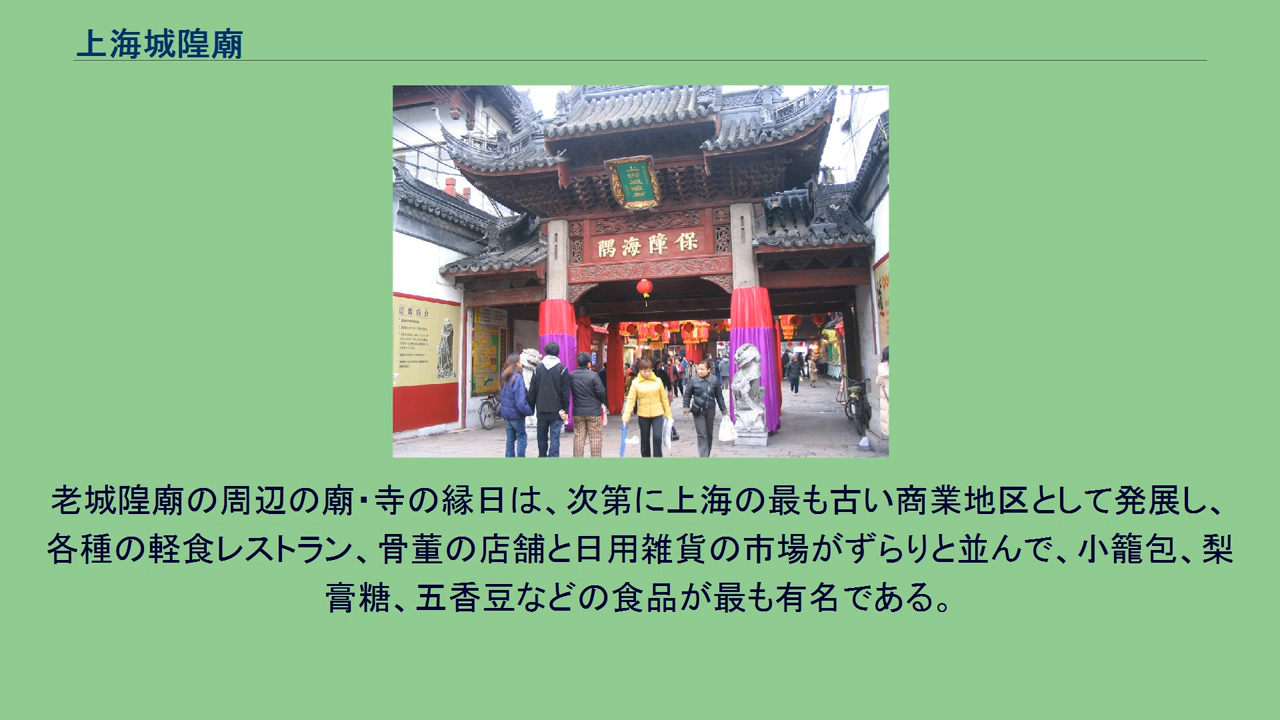 上海城隍廟
上海城隍廟
保障海隅
老城隍廟の周辺の廟・寺の縁日は、次第に上海の最も古い商業地区として発展し、
各種の軽食レストラン、骨董の店舗と日用雑貨の市場がずらりと並んで、小籠包、梨
膏糖、五香豆などの食品が最も有名である。